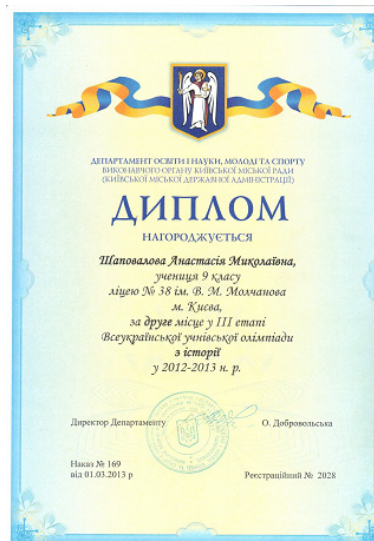 ДЕПАРТАМЕНТ ОСВІТИ І НАУКИ, МОЛОДІ ТА СПОРТУ
ВИКОНАВЧОГО ОРГАНУ КИЇВСЬКОЇ МІСЬКОЇ РАДИ
(КИЇВСЬКОЇ МІСЬКОЇ ДЕРЖАВНОЇ АДМІНІСТРАЦІЇ)
ДИПЛОМ
НАГОРОДЖУЄТЬСЯ
Шаповалова Анастасія Миколаївна,
учениця 9 класу
ліцею № 38 ім. В. М. Молчанова
м. Києва,
за друге місце у ІІІ етапі
Всеукраїнської учнівської олімпіади
з історії
у 2012-2013 н. р.
Директор Департаменту О. Добровольська
Наказ № 169
від 01.03.2013 р Реєстраційний № 2028